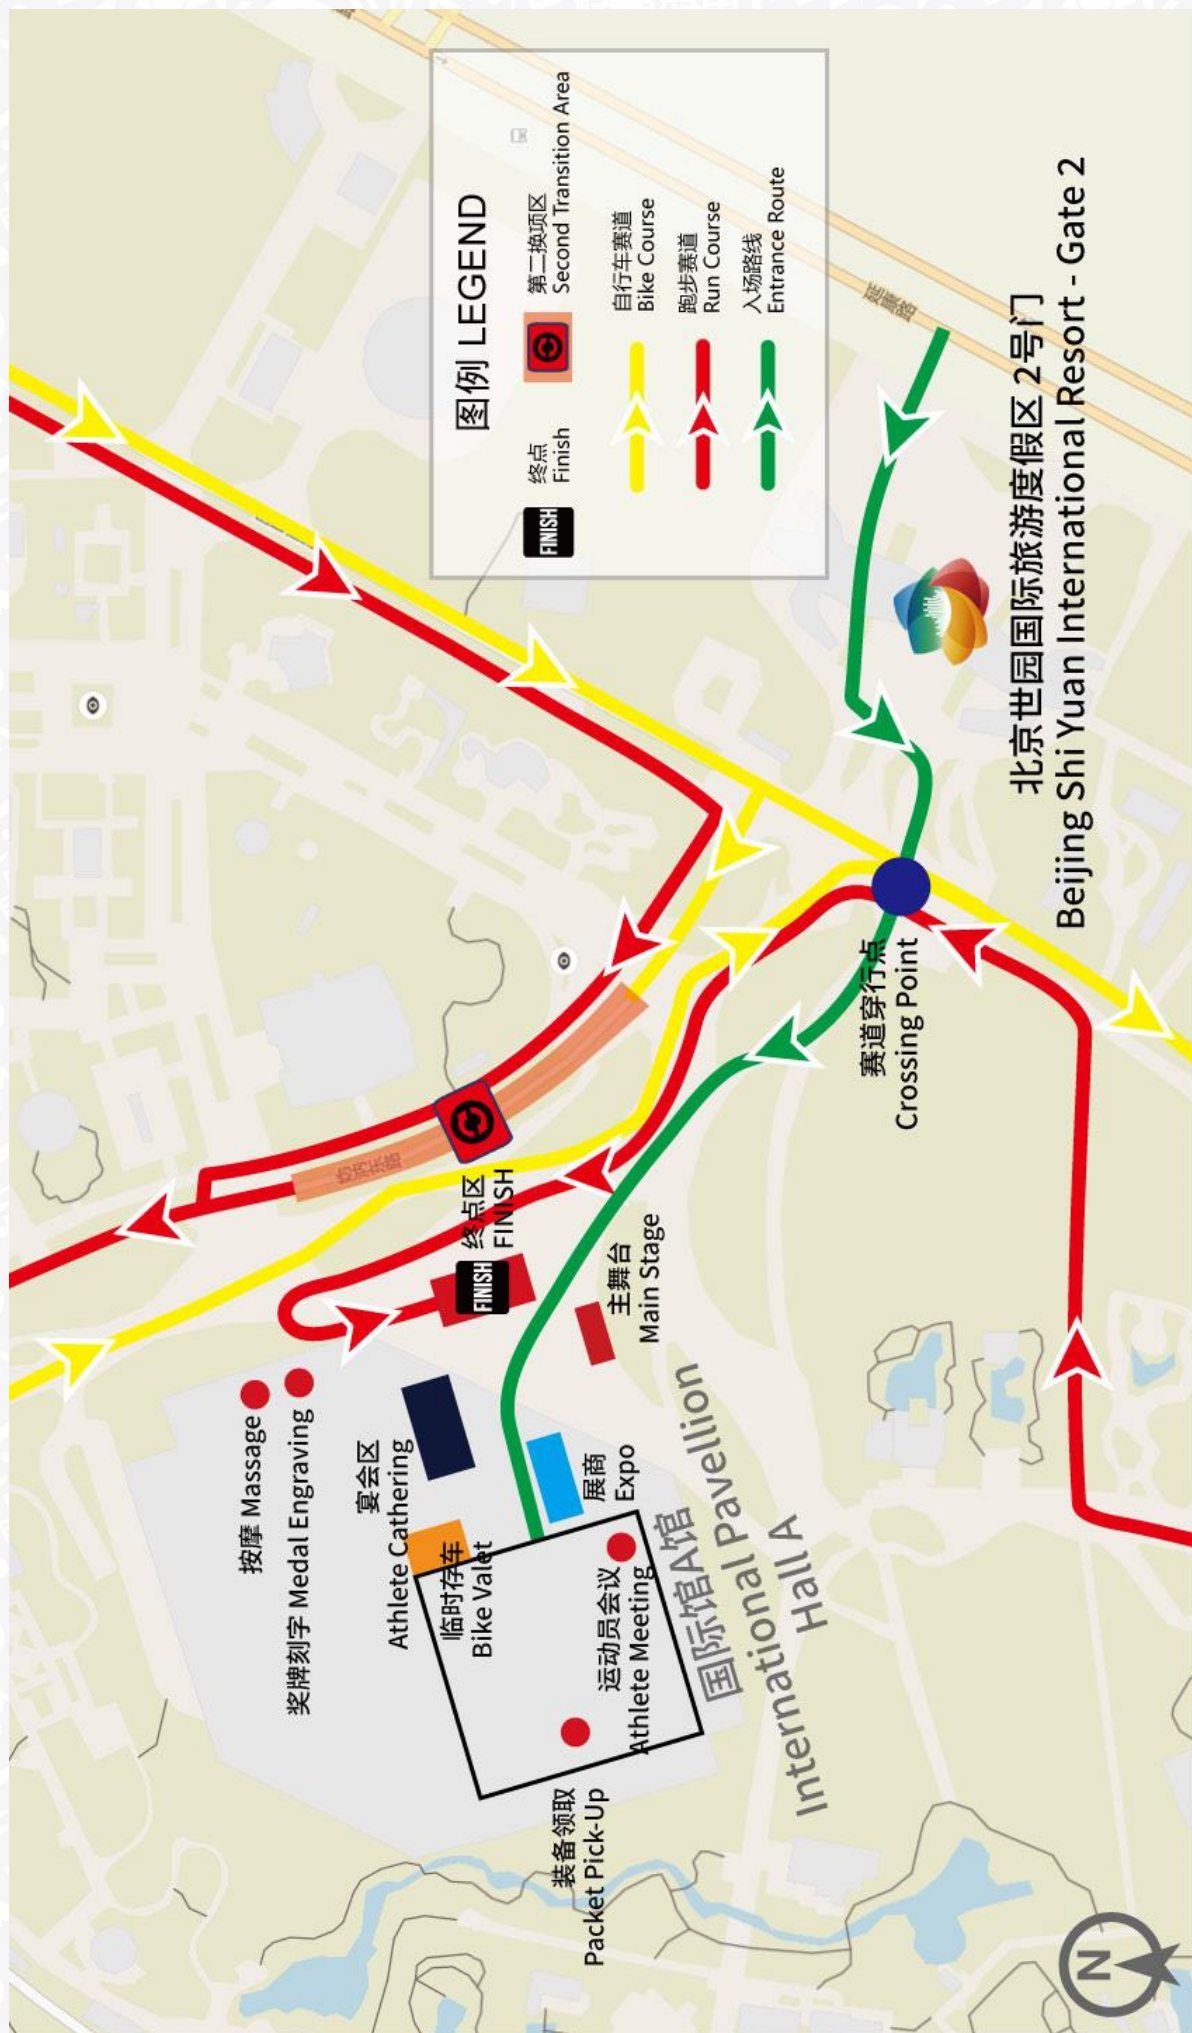 图例 LEGEND
终点
Finish
第二换项区
Second Transition Area
自行车赛道
Bike Course
跑步赛道
Run Course
入场路线
Entrance Route
FINISH
延康路
北京世园国际旅游度假区 2号门
Beijing Shi Yuan International Resort - Gate 2
赛道穿行点
Crossing Point
终点区
FINISH
FINISH
主舞台
Main Stage
按摩 Massage
奖牌刻字 Medal Engraving
宴会区
Athlete Cathering
临时存车
Bike Valet
展商
Expo
运动员会议
Athlete Meeting
国际馆A馆
International Pavellion
Hall A
装备领取
Packet Pick-Up
N